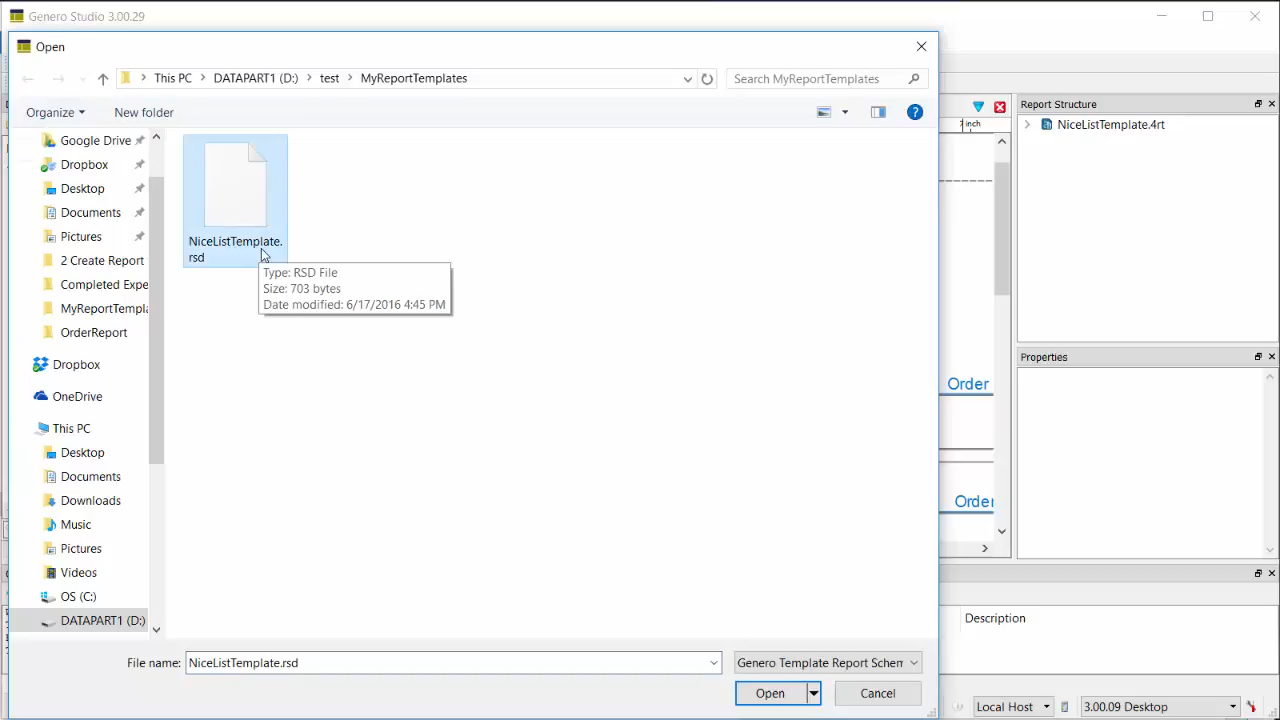 Genero Studio 3.00.29
Open
This PC > DATAPART1 (D:) > test > MyReportTemplates
Search MyReportTemplates
Organize
New folder
Google Drive
Dropbox
Desktop
Documents
Pictures
2 Create Report
Completed Expe
MyReportTempla
OrderReport
Dropbox
OneDrive
This PC
Desktop
Documents
Downloads
Music
Pictures
Videos
OS (C:)
DATAPART1 (D:)
NiceListTemplate.
rsd
Type: RSD File
Size: 703 bytes
Date modified: 6/17/2016 4:45 PM
File name: NiceListTemplate.rsd
Genero Template Report Schem
Open
Cancel
7 inch
Order
Order
Report Structure
NiceListTemplate.4rt
Properties
Description
Local Host
3.00.09 Desktop